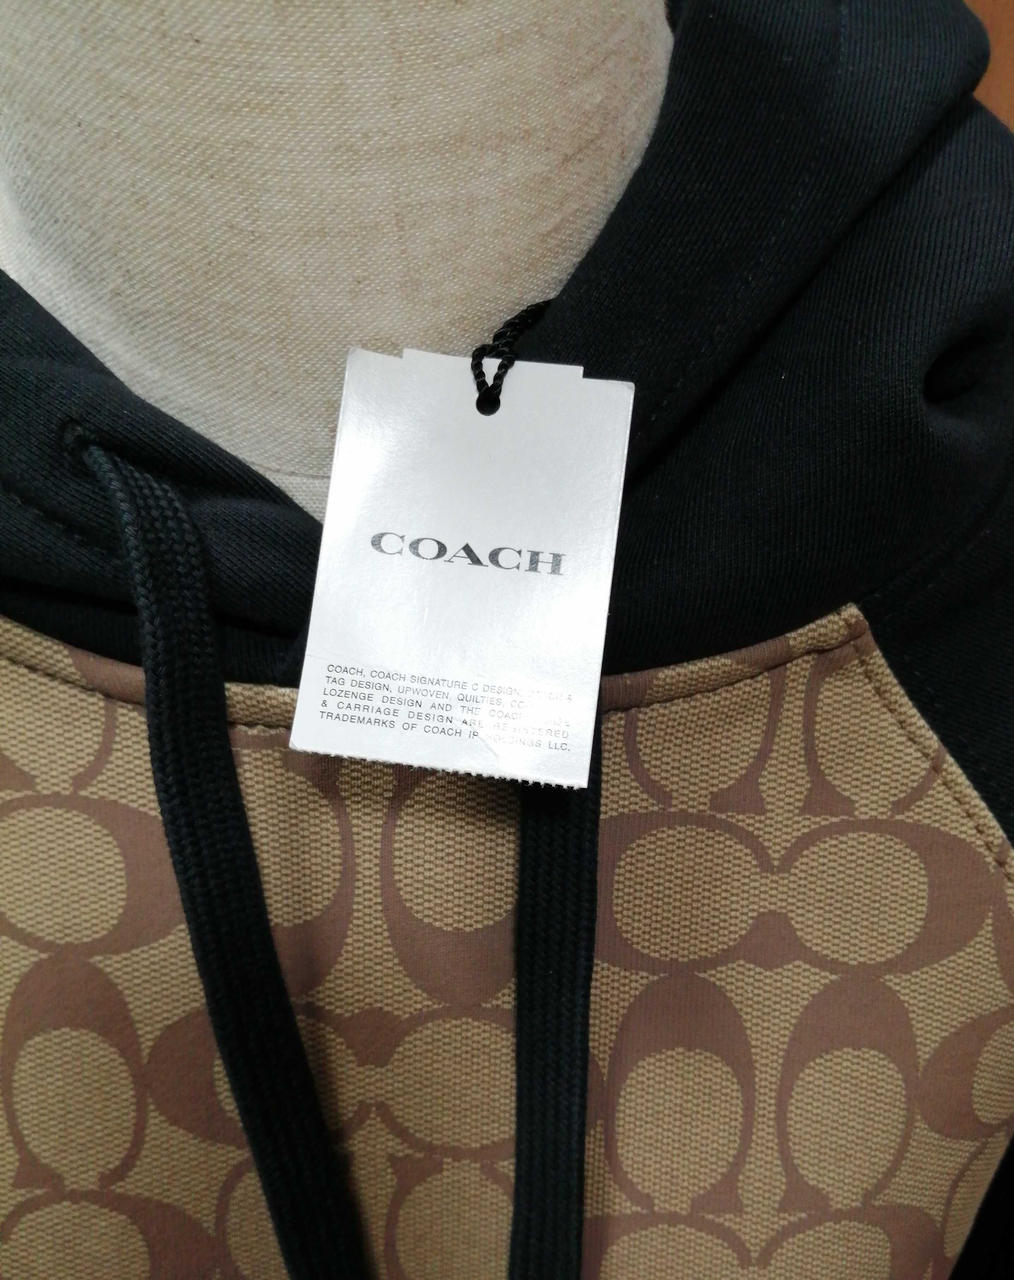 COACH
COACH, COACH SIGNATURE C DESIGN,
TAG DESIGN, UPWOVEN, QUILTIES,
LOZENGE DESIGN AND THE COACH
& CARRIAGE DESIGN ARE REGISTERED
TRADEMARKS OF COACH IP HOLDINGS LLC.